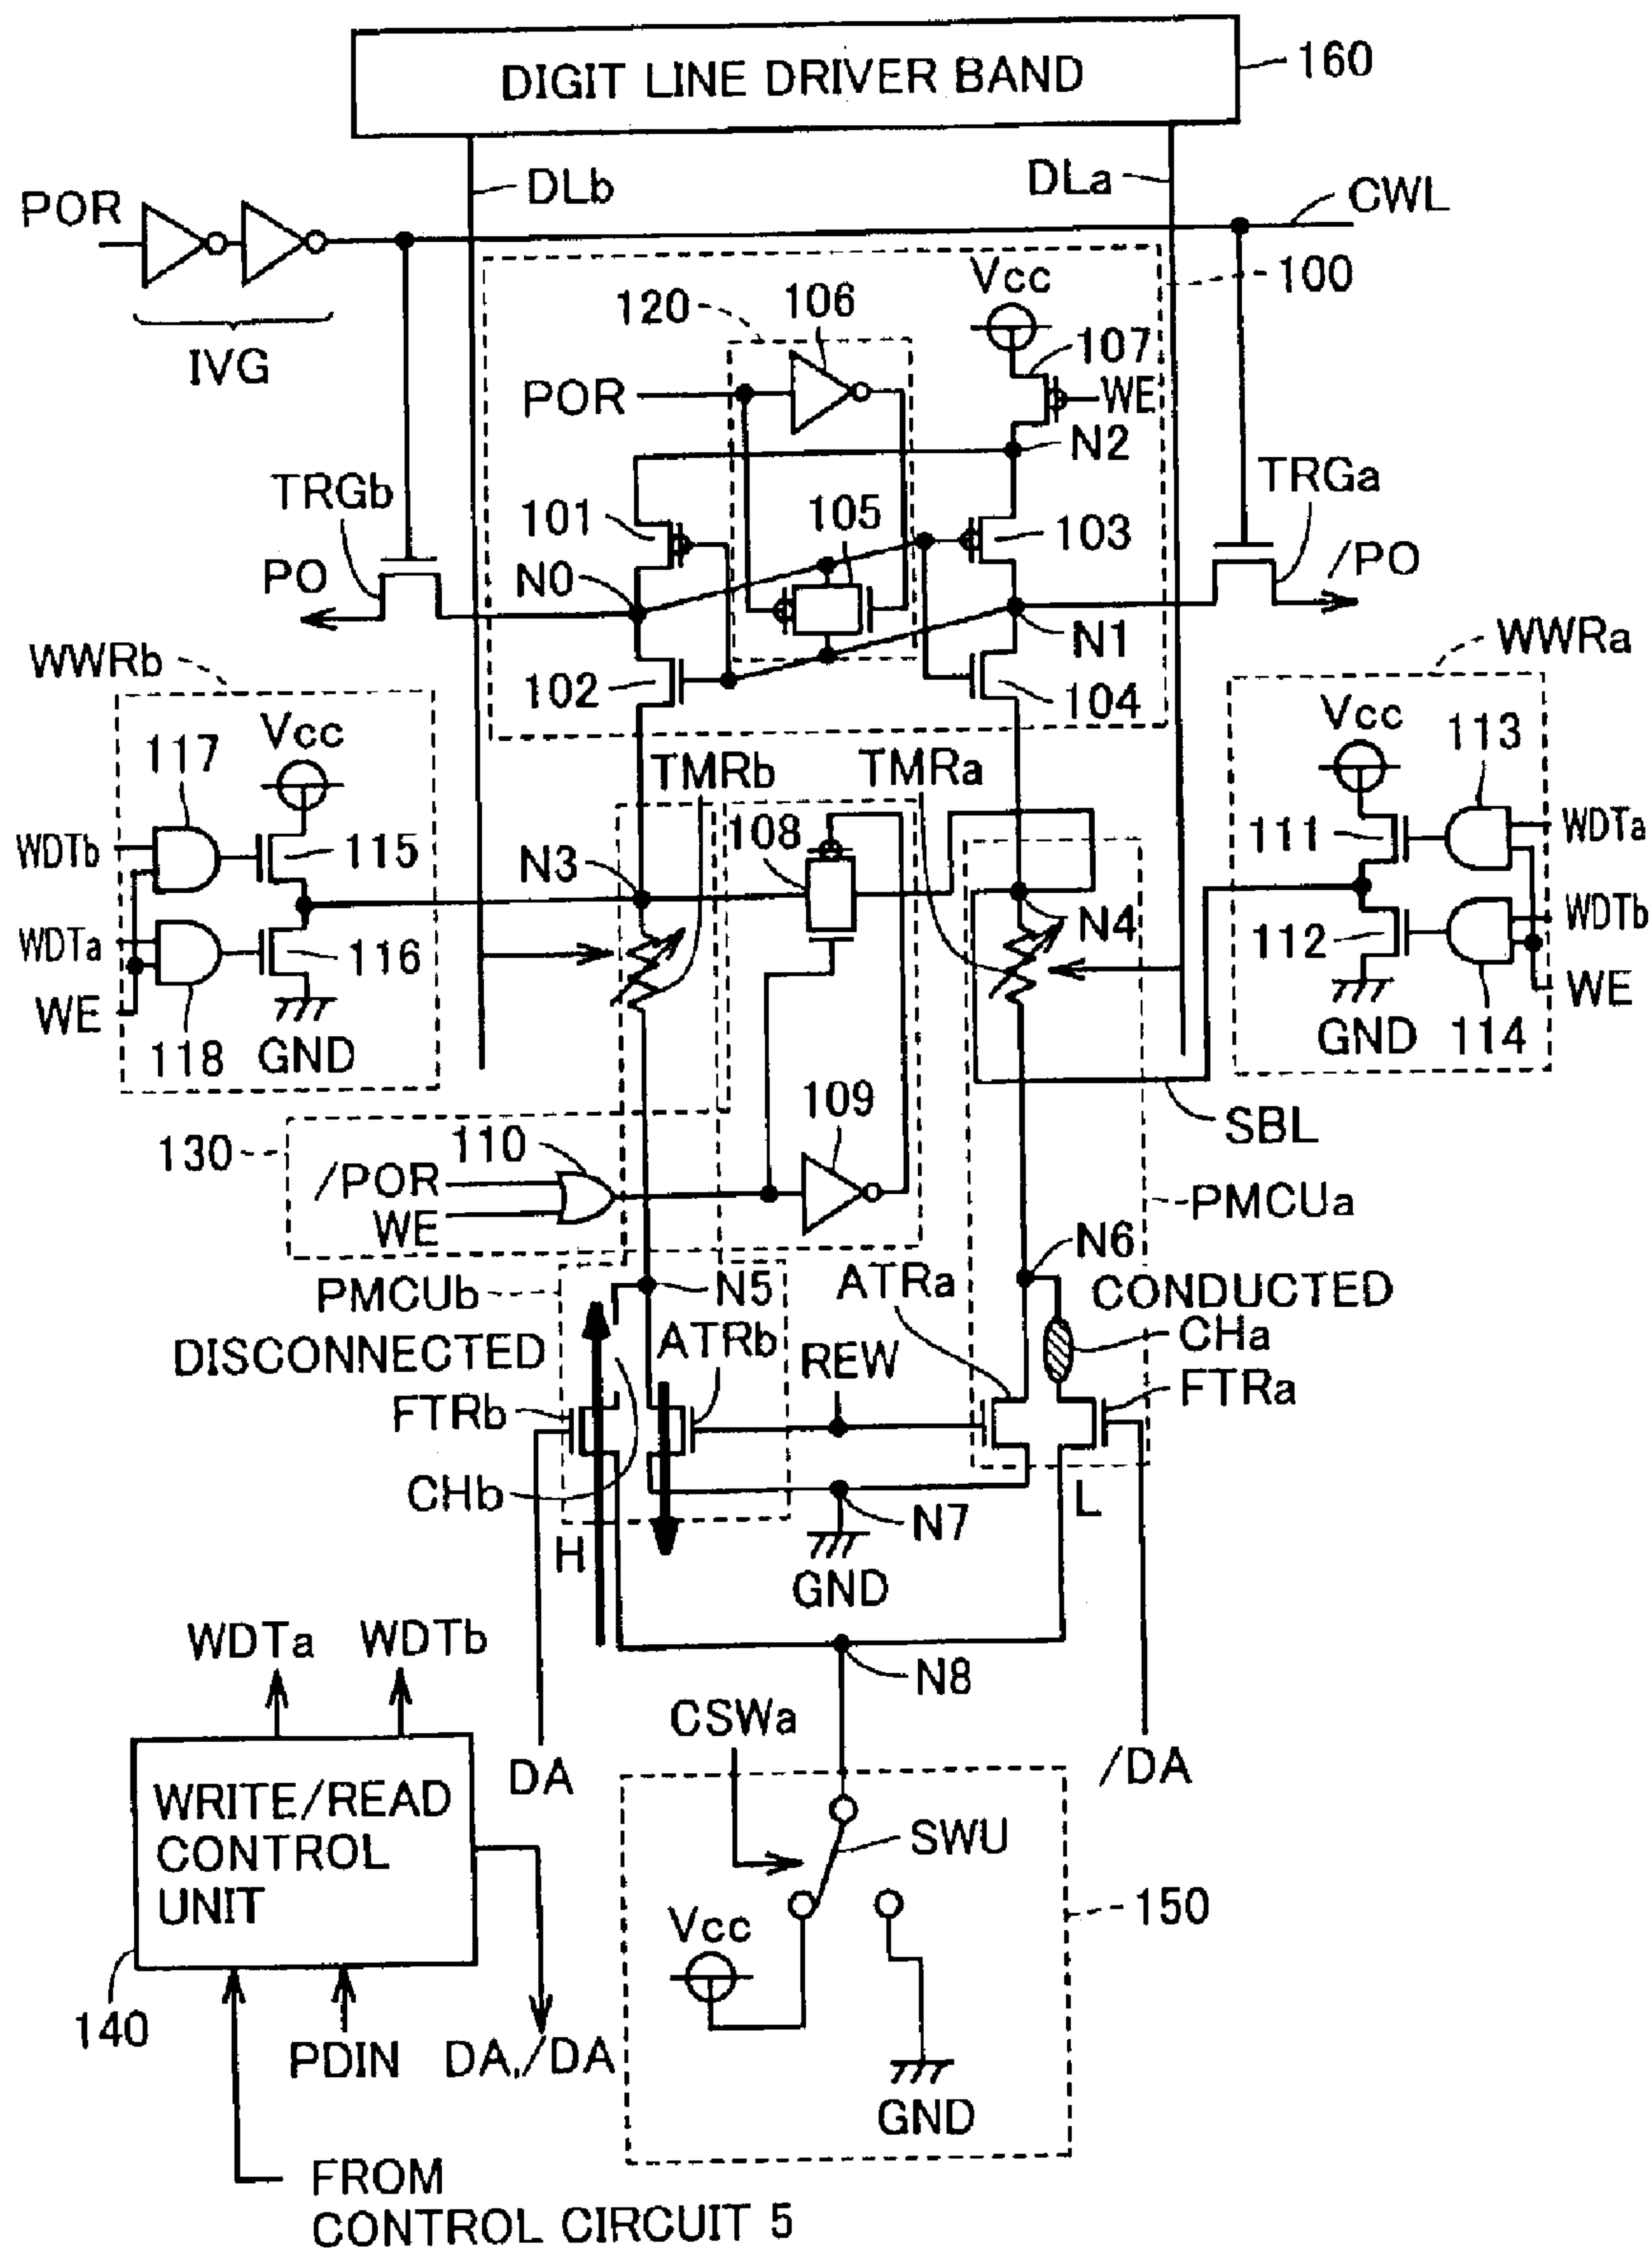 DIGIT LINE DRIVER BAND
160
DLb
DLa
CWL
POR
IVG
Vcc
100
120
106
107
POR
WE
N2
TRGb
TRGa
101
105
103
PO
N0
/PO
N1
WWRb
WWRa
102
104
Vcc
117
TMRb
TMRa
Vcc
113
WDTb
115
N3
108
111
WDTa
WDTa
116
N4
112
WDTb
WE
118
GND
WE
GND
114
109
SBL
130
110
/POR
WE
PMCUa
N6
PMCUb
N5
ATRa
CONDUCTED
DISCONNECTED
ATRb
REW
CHa
FTRb
FTRa
CHb
N7
L
H
GND
WDTa
WDTb
N8
CSWa
DA
/DA
WRITE/READ
CONTROL
UNIT
SWU
Vcc
150
140
PDIN
DA,/DA
GND
FROM
CONTROL CIRCUIT 5